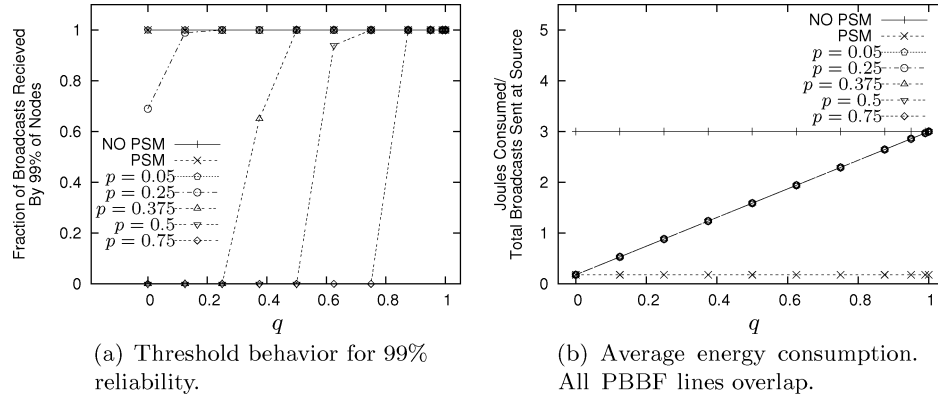 Fraction of Broadcasts Recieved
By 99% of Nodes
1
0.8
0.6
0.4
0.2
0
NO PSM
PSM
p = 0.05
p = 0.25
p = 0.375
p = 0.5
p = 0.75
0 0.2 0.4 0.6 0.8 1
q
(a) Threshold behavior for 99%
reliability.
Joules Consumed/
Total Broadcasts Sent at Source
5
4
3
2
1
0
NO PSM
PSM
p = 0.05
p = 0.25
p = 0.375
p = 0.5
p = 0.75
0 0.2 0.4 0.6 0.8 1
q
(b) Average energy consumption.
All PBBF lines overlap.